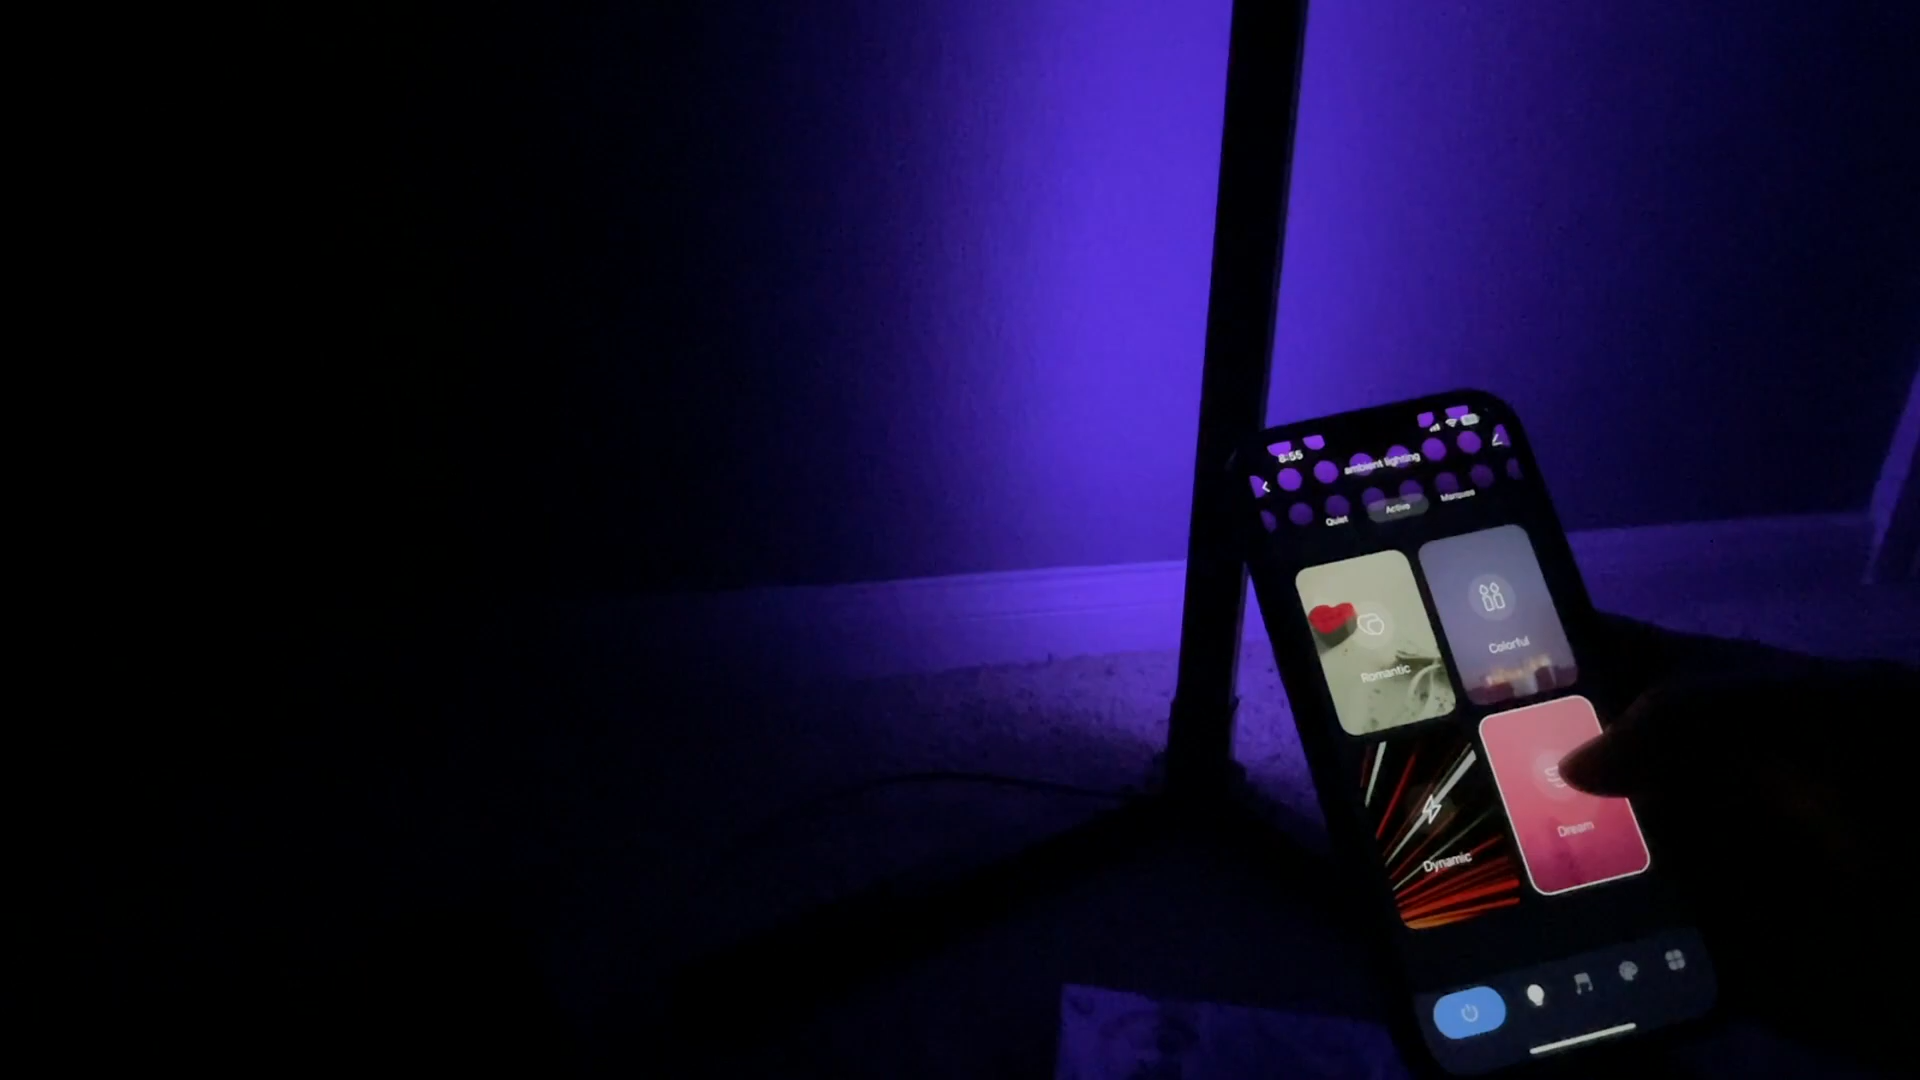 8:55
ambient lighting
Quiet
Active
Marquee
Romantic
Colorful
Dynamic
Dream